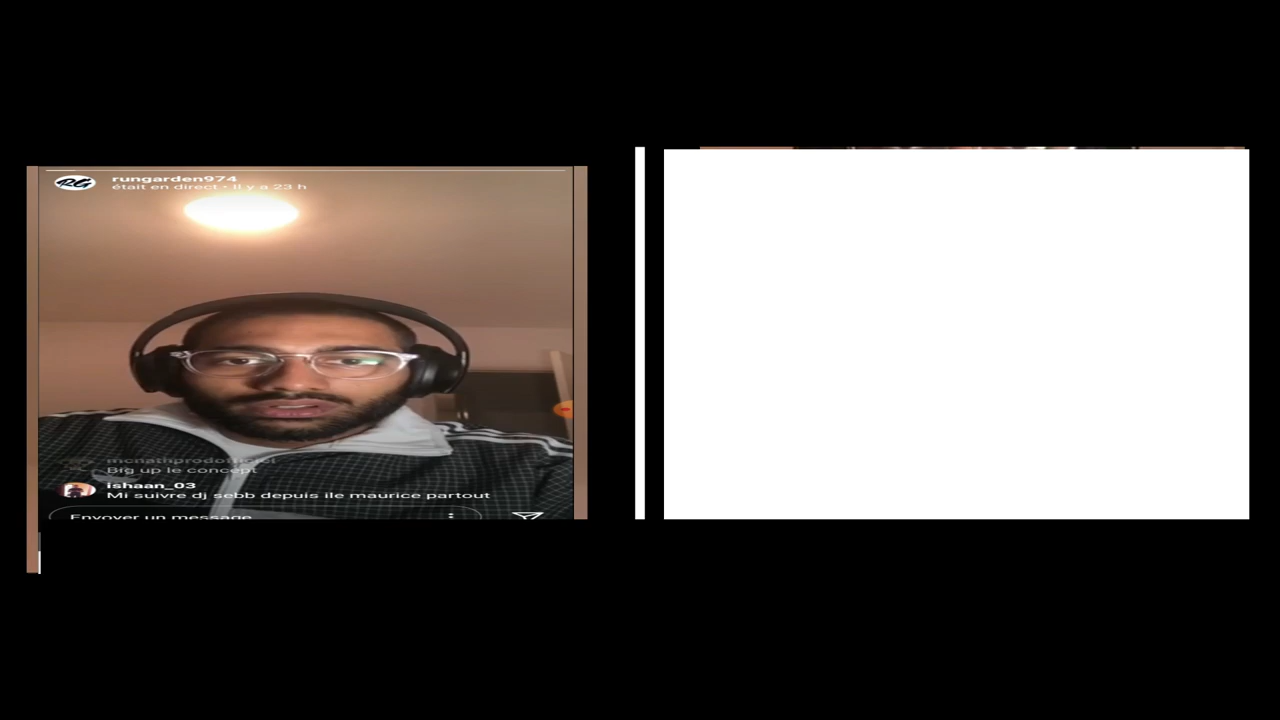 RG
rungarden974
était en direct • il y a 23 h
Big up le concept
ishaan_03
Mi suivre dj sebb depuis ile maurice partout
Envoyer un message